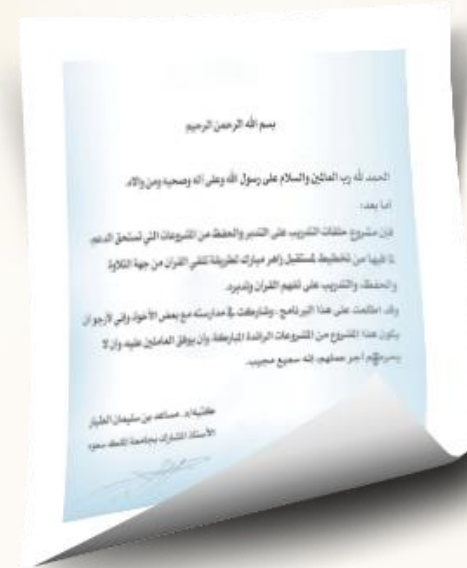 بسم الله الرحمن الرحيم
الحمد لله رب العالمين والسلام على رسول الله وعلى آله وصحبه ومن والاه.
أما بعد:
فإن مشروع حلقات التدريب على التدبر والحفظ من المشروعات التي تستحق الدعم،
لما فيها من تخطيط لمستقبل زاهر مبارك لطريقة تلقي القرآن من جهة التلاوة
والحفظ، والتدريب على تفهم القرآن وتدبره.
وقد اطلعت على هذا البرنامج، وشاركت في مدارسته مع بعض الأخوة، وإني لأرجو أن
يكون هذا المشروع من المشروعات الرائدة المباركة، وأن يوفق العاملين عليه، وأن لا
يحرمهم أجر عملهم، إنه سميع مجيب.
كتبه/د. مساعد بن سليمان الطيار
الأستاذ المشارك بجامعة الملك سعود